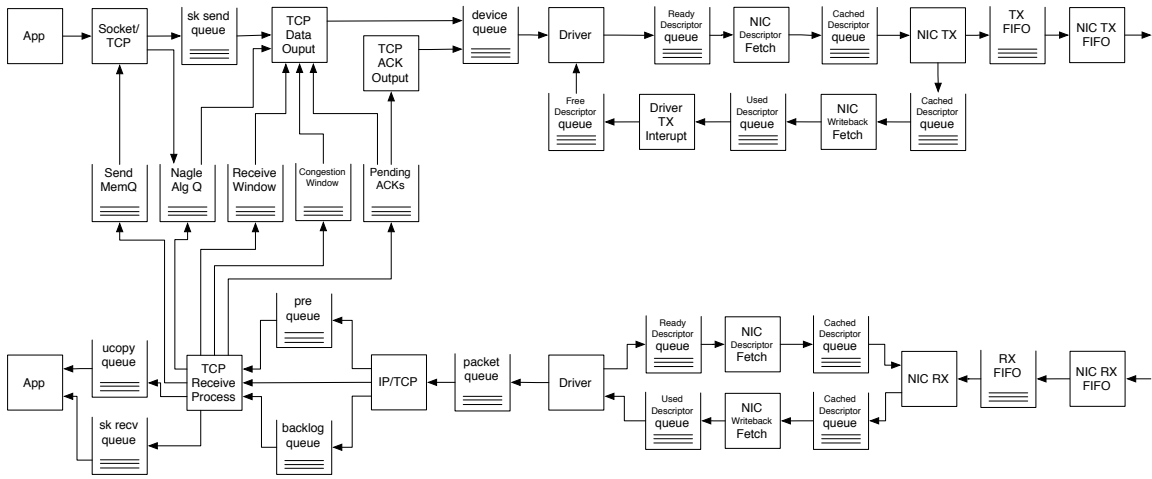 App
Socket/
TCP
sk send
queue
TCP
Data
Ouput
TCP
ACK
Output
device
queue
Driver
Ready
Descriptor
queue
NIC
Descriptor
Fetch
Cached
Descriptor
queue
NIC TX
TX
FIFO
NIC TX
FIFO
Free
Descriptor
queue
Driver
TX
Interupt
Used
Descriptor
queue
NIC
Writeback
Fetch
Cached
Descriptor
queue
Send
MemQ
Nagle
Alg Q
Receive
Window
Congestion
Window
Pending
ACKs
App
ucopy
queue
sk recv
queue
TCP
Receive
Process
pre
queue
backlog
queue
IP/TCP
packet
queue
Driver
Ready
Descriptor
queue
NIC
Descriptor
Fetch
Cached
Descriptor
queue
Used
Descriptor
queue
NIC
Writeback
Fetch
Cached
Descriptor
queue
NIC RX
RX
FIFO
NIC RX
FIFO